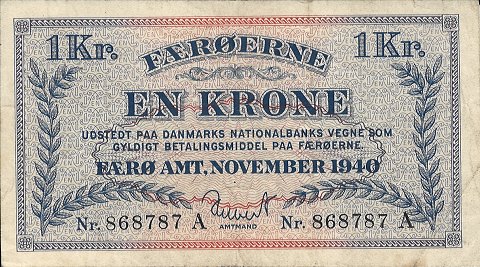 1Kr. FÆRØERNE 1Kr.
EN KRONE
UDSTEDT PAA DANMARKS NATIONALBANKS VEGNE SOM
GYLDIGT BETALINGSMIDDEL PAA FÆRØERNE.
FÆRØ AMT, NOVEMBER 1940
Nr. 868787 A Nr. 868787 A
AMTMAND